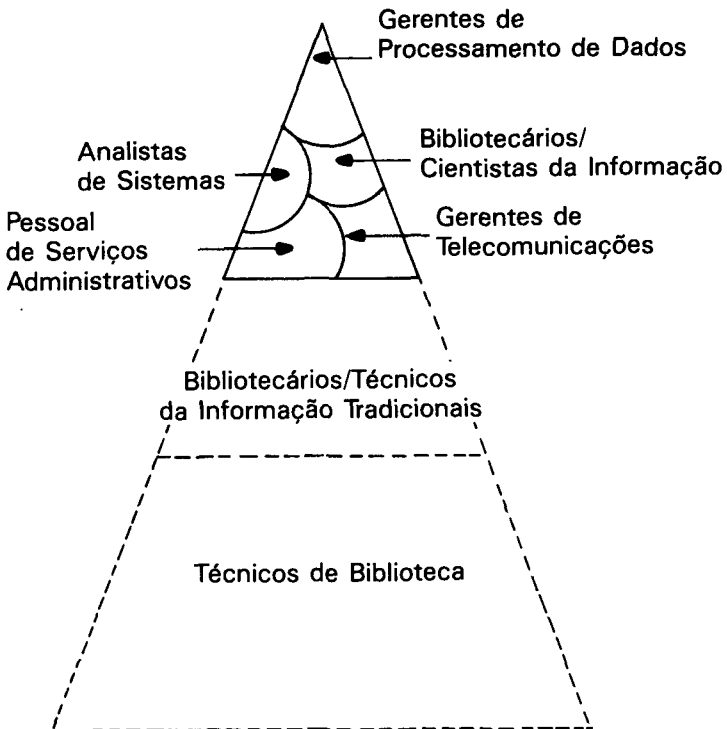 Gerentes de
Processamento de Dados
Analistas
de Sistemas
Bibliotecários/
Cientistas da Informação
Pessoal
de Serviços
Administrativos
Gerentes de
Telecomunicações
Bibliotecários/Técnicos
da Informação Tradicionais
Técnicos de Biblioteca